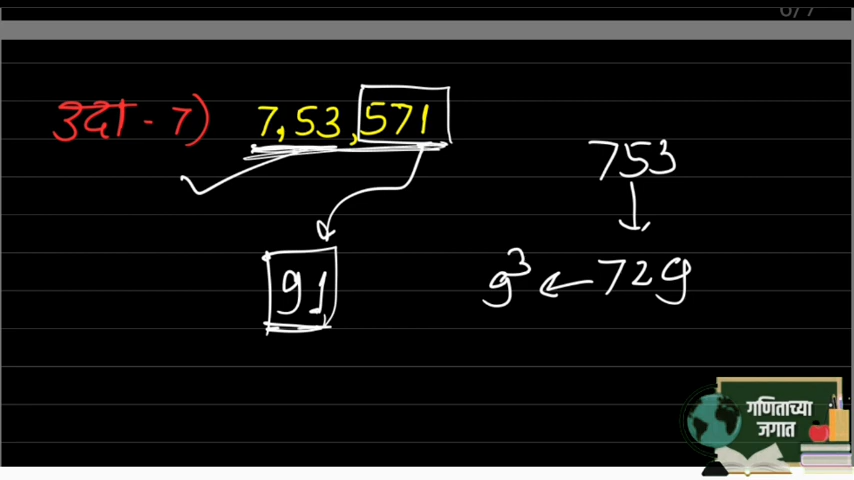 6/7
उदा - 7) 7,53,571
753
91
9³ ← 729
गणिताच्या
जगात